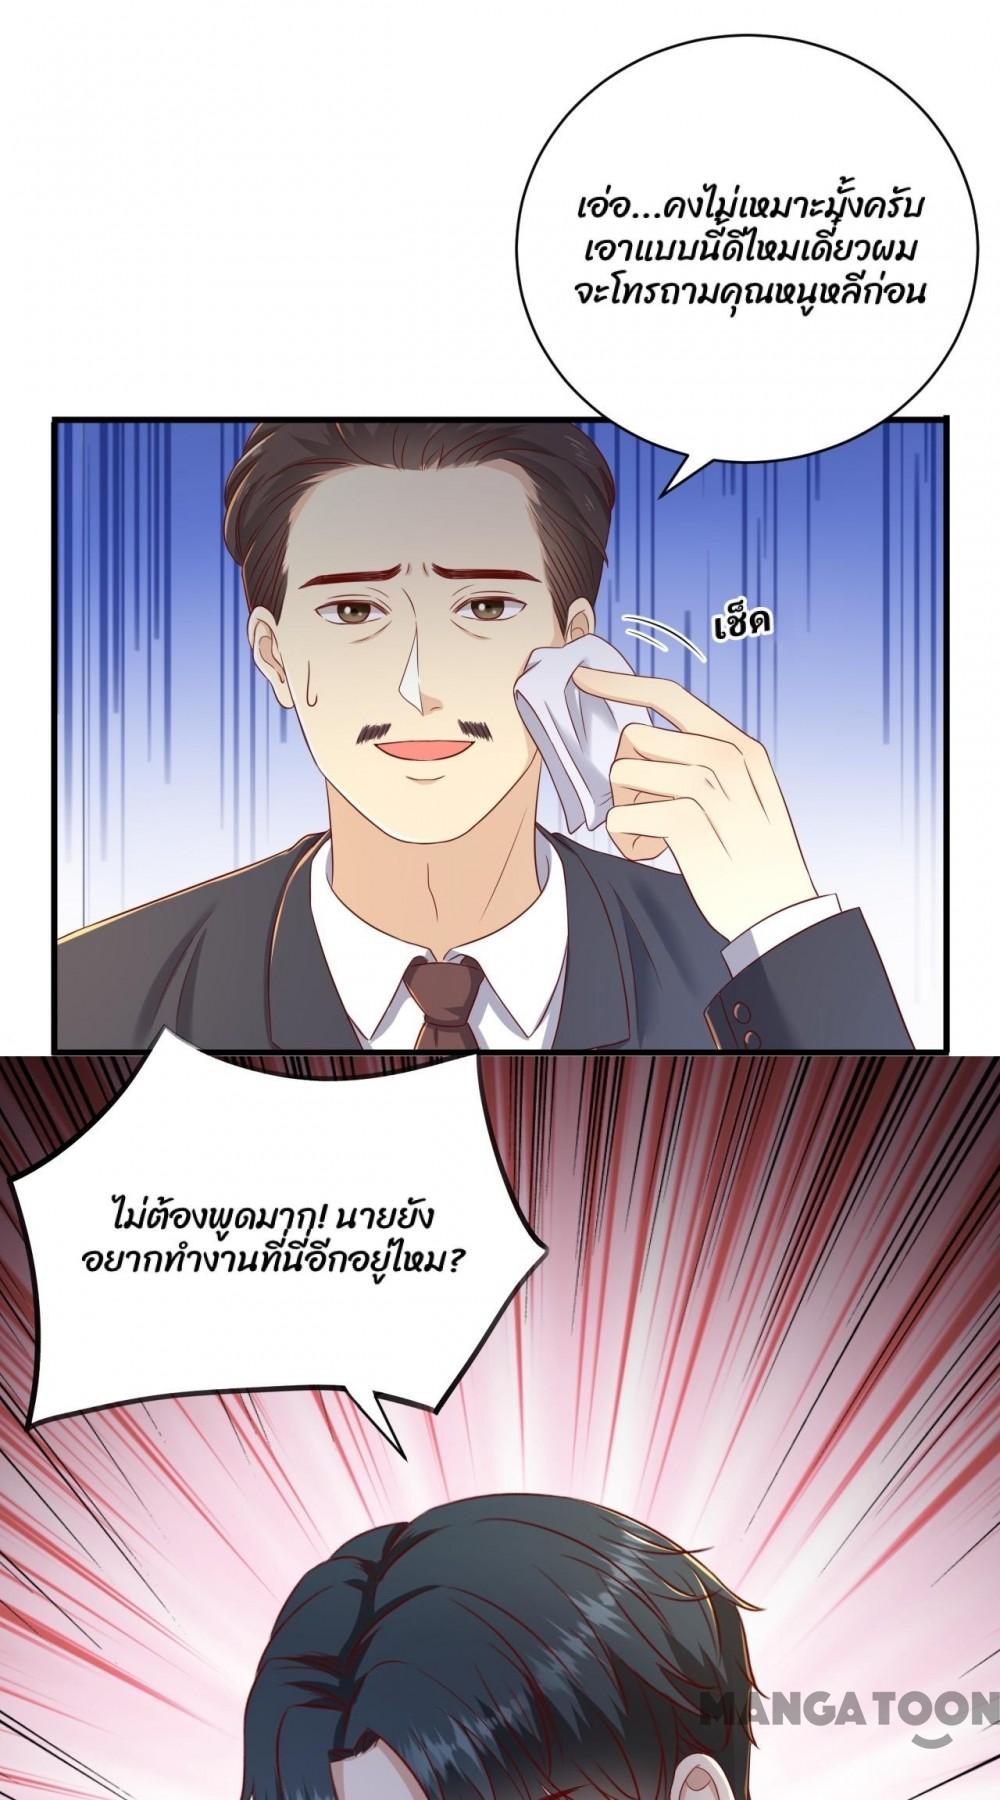 เอ่อ...คงไม่เหมาะมั้งครับ
เอาแบบนี้ดีไหมเดี๋ยวผม
จะโทรถามคุณหนูหลีก่อน
เช็ด
ไม่ต้องพูดมาก! นายยัง
อยากทำงานที่นี่อีกอยู่ไหม?
MANGATOON